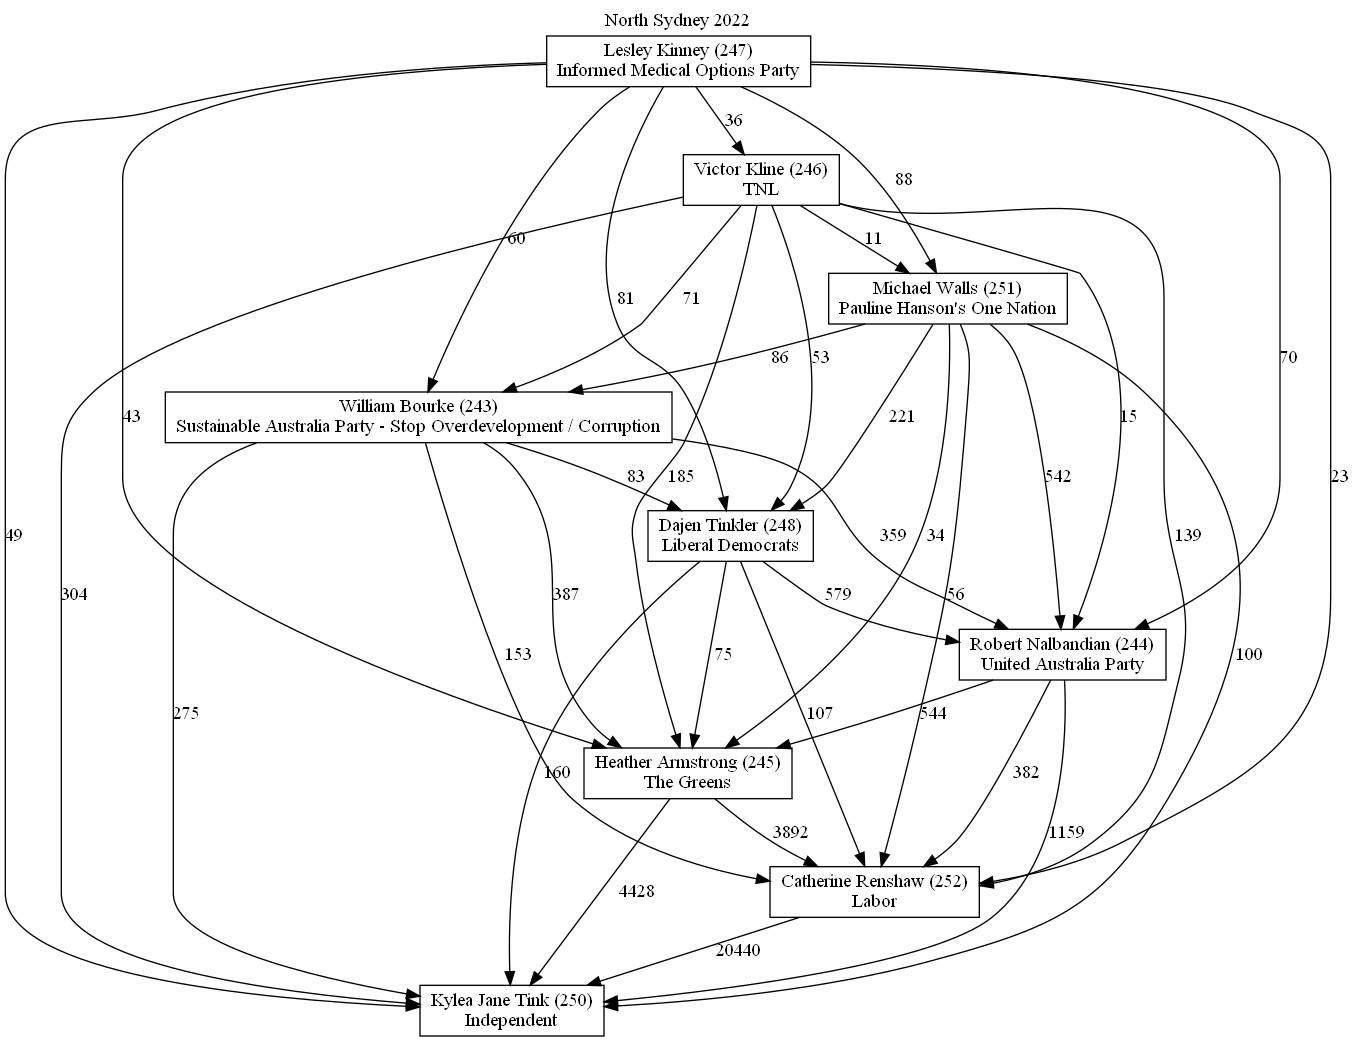 North Sydney 2022
Lesley Kinney (247)
Informed Medical Options Party
36
Victor Kline (246)
TNL
88
60
11
Michael Walls (251)
Pauline Hanson's One Nation
81
71
53
86
70
William Bourke (243)
Sustainable Australia Party - Stop Overdevelopment / Corruption
43
221
15
83
185
542
23
Dajen Tinkler (248)
Liberal Democrats
49
359
34
139
304
387
579
56
Robert Nalbandian (244)
United Australia Party
153
75
100
275
107
544
Heather Armstrong (245)
The Greens
160
382
3892
1159
Catherine Renshaw (252)
Labor
4428
20440
Kylea Jane Tink (250)
Independent